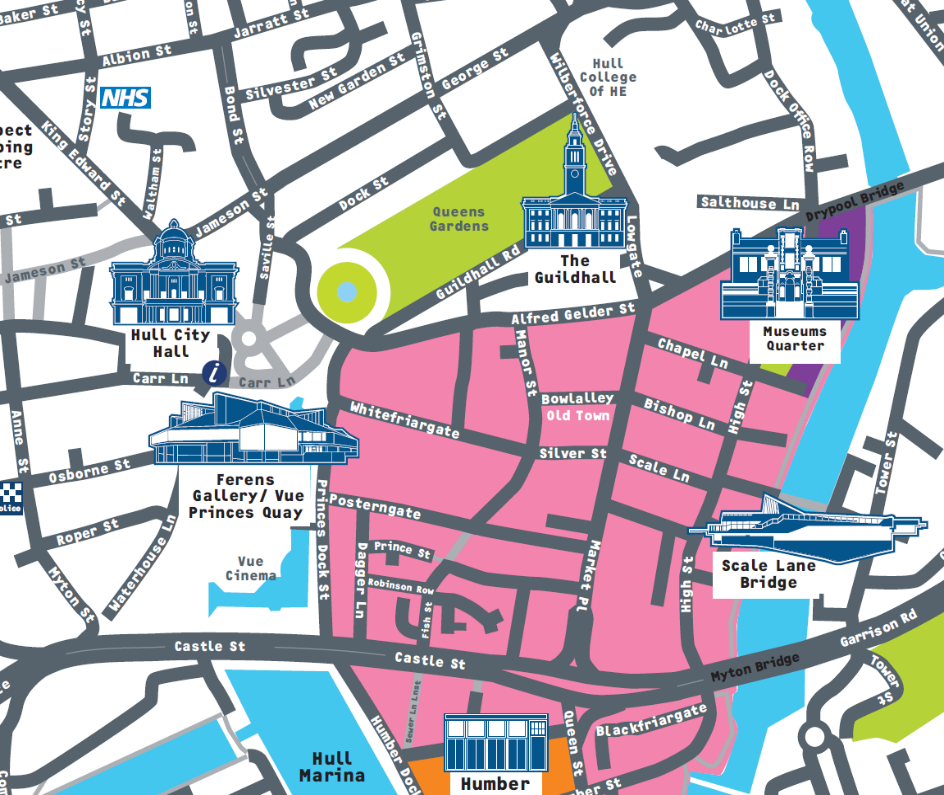 Baker St
Jarratt St
Albion St
Charlotte St
George St
Grimston St
Wilberforce Drive
Hull
College
Of HE
Silvester St
New Garden St
Bond St
Story St
NHS
Dock Office Row
King Edward St
Waltham St
Dock St
Jameson St
Salthouse Ln
Drypool Bridge
St
Queens
Gardens
Lowgate
Saville St
Jameson St
Guildhall Rd
The
Guildhall
Alfred Gelder St
Hull City
Hall
Museums
Quarter
Manor St
Chapel Ln
Carr Ln
i
Carr Ln
Bowlalley
Old Town
High St
Bishop Ln
Whitefriargate
Anne St
Silver St
Scale Ln
Tower St
Osborne St
Ferens
Gallery/ Vue
Princes Quay
Princes Dock St
Posterngate
Roper St
Waterhouse Ln
Prince St
Dagger Ln
Market Pl
Scale Lane
Bridge
Vue
Cinema
Robinson Row
Fish St
High St
Myton St
Castle St
Castle St
Garrison Rd
Myton Bridge
Tower St
Humber Doc
Queen St
Blackfriargate
Hull
Marina
Humber
ber St